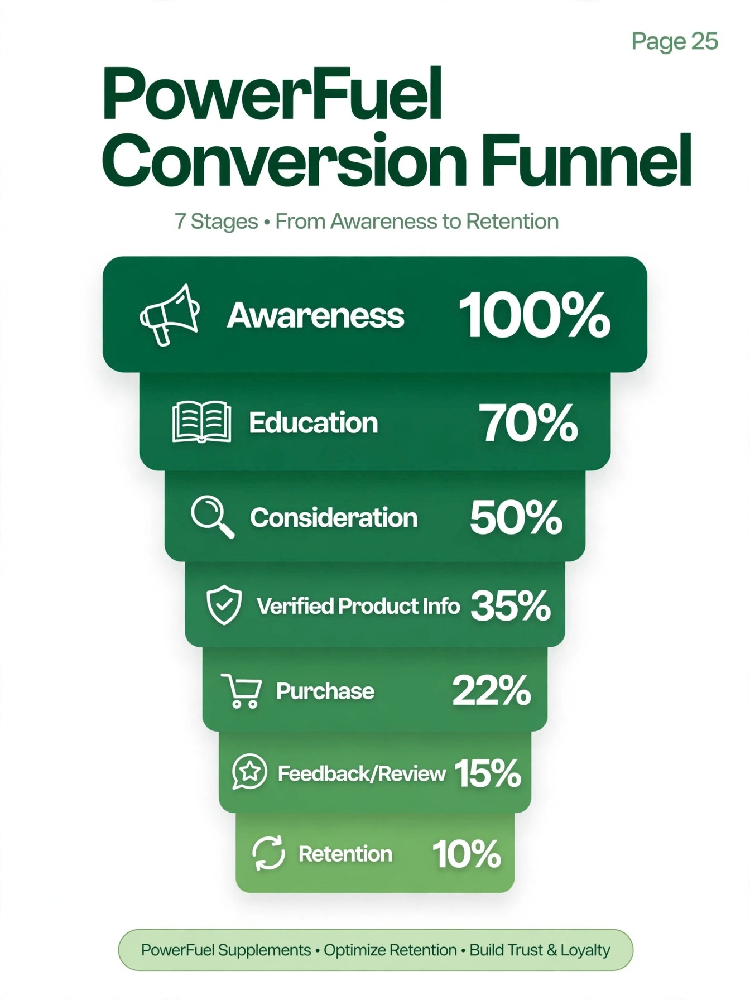 Page 25
PowerFuel
Conversion Funnel
7 Stages • From Awareness to Retention
Awareness 100%
Education 70%
Consideration 50%
Verified Product Info 35%
Purchase 22%
Feedback/Review 15%
Retention 10%
PowerFuel Supplements • Optimize Retention • Build Trust & Loyalty